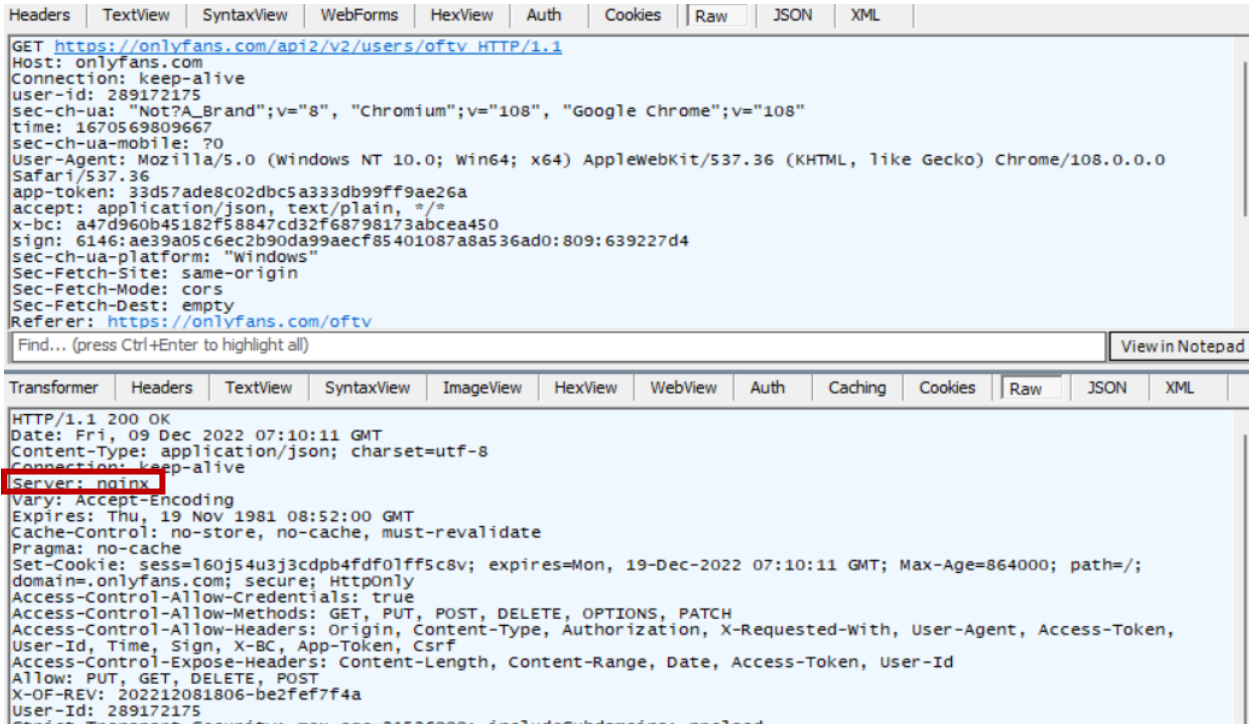 Headers TextView SyntaxView WebForms HexView Auth Cookies Raw JSON XML
GET https://onlyfans.com/api2/v2/users/oftv HTTP/1.1
Host: onlyfans.com
Connection: keep-alive
user-id: 289172175
sec-ch-ua: "Not?A_Brand";v="8", "Chromium";v="108", "Google Chrome";v="108"
time: 1670569809667
sec-ch-ua-mobile: ?0
User-Agent: Mozilla/5.0 (Windows NT 10.0; Win64; x64) AppleWebKit/537.36 (KHTML, like Gecko) Chrome/108.0.0.0
Safari/537.36
app-token: 33d57ade8c02dbc5a333db99ff9ae26a
accept: application/json, text/plain, */*
x-bc: a47d960b45182f58847cd32f68798173abcea450
sign: 6146:ae39a05c6ec2b90da99aecf85401087a8a536ad0:809:639227d4
sec-ch-ua-platform: "Windows"
Sec-Fetch-Site: same-origin
Sec-Fetch-Mode: cors
Sec-Fetch-Dest: empty
Referer: https://onlyfans.com/oftv
Find... (press Ctrl+Enter to highlight all) View in Notepad
Transformer Headers TextView SyntaxView ImageView HexView WebView Auth Caching Cookies Raw JSON XML
HTTP/1.1 200 OK
Date: Fri, 09 Dec 2022 07:10:11 GMT
Content-Type: application/json; charset=utf-8
Connection: keep-alive
Server: nginx
Vary: Accept-Encoding
Expires: Thu, 19 Nov 1981 08:52:00 GMT
Cache-Control: no-store, no-cache, must-revalidate
Pragma: no-cache
Set-Cookie: sess=l60j54u3j3cdpb4fdf0lff5c8v; expires=Mon, 19-Dec-2022 07:10:11 GMT; Max-Age=864000; path=/;
domain=.onlyfans.com; secure; HttpOnly
Access-Control-Allow-Credentials: true
Access-Control-Allow-Methods: GET, PUT, POST, DELETE, OPTIONS, PATCH
Access-Control-Allow-Headers: Origin, Content-Type, Authorization, X-Requested-With, User-Agent, Access-Token,
User-Id, Time, Sign, X-BC, App-Token, Csrf
Access-Control-Expose-Headers: Content-Length, Content-Range, Date, Access-Token, User-Id
Allow: PUT, GET, DELETE, POST
X-OF-REV: 202212081806-be2fef7f4a
User-Id: 289172175
Strict-Transport-Security: max-age=31536000; includeSubdomains; preload